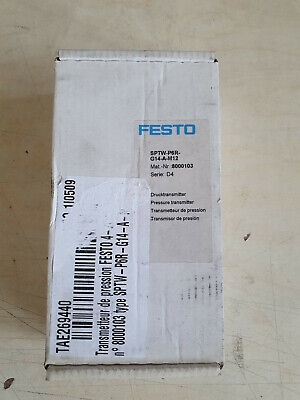 FESTO
SPTW-P6R-
G14-A-M12
Mat.-Nr. 8000103
Serie: D4
Drucktransmitter
Pressure transmitter
Transmetteur de pression
Transmisor de presión
110509
TAE269440
Transmetteur de pression FESTO 4-
n° 8000103 type SPTW-P6R-G14-A-